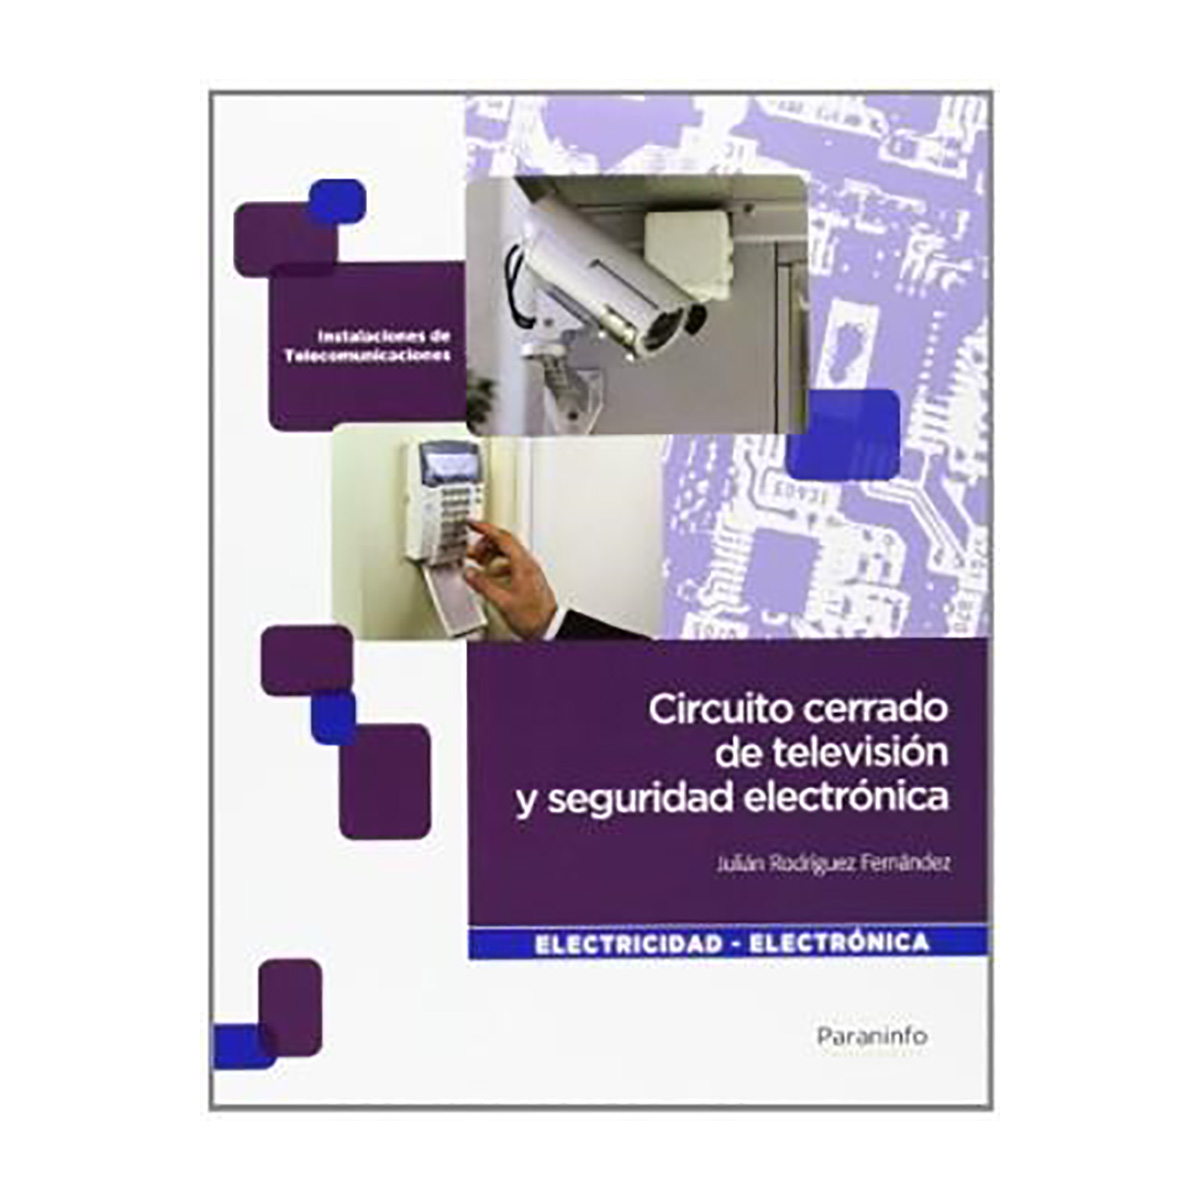 Instalaciones de
Telecomunicaciones
Circuito cerrado
de televisión
y seguridad electrónica
Julián Rodríguez Fernández
ELECTRICIDAD - ELECTRÓNICA
Paraninfo